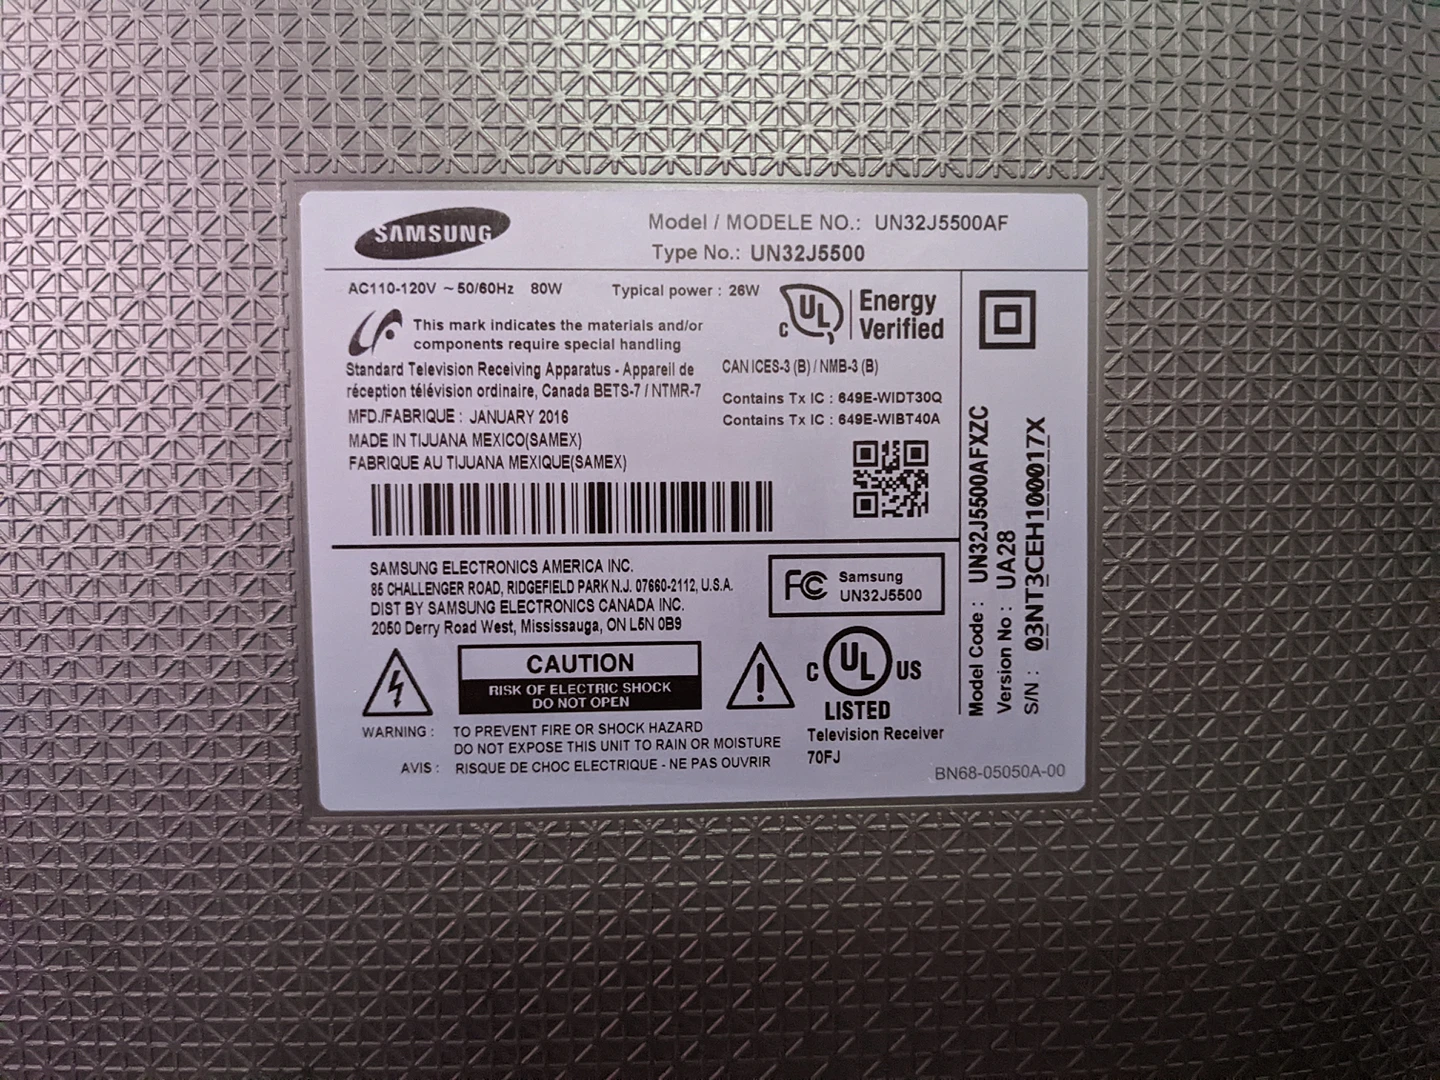 SAMSUNG
Model / MODELE NO.: UN32J5500AF
Type No.: UN32J5500
AC110-120V ~ 50/60Hz 80W Typical power : 26W
This mark indicates the materials and/or
components require special handling
c UL Energy
Verified
Standard Television Receiving Apparatus - Appareil de
réception télévision ordinaire, Canada BETS-7 / NTMR-7
MFD./FABRIQUE : JANUARY 2016
MADE IN TIJUANA MEXICO(SAMEX)
FABRIQUE AU TIJUANA MEXIQUE(SAMEX)
CAN ICES-3 (B) / NMB-3 (B)
Contains Tx IC : 649E-WIDT30Q
Contains Tx IC : 649E-WIBT40A
SAMSUNG ELECTRONICS AMERICA INC.
85 CHALLENGER ROAD, RIDGEFIELD PARK N.J. 07660-2112, U.S.A.
DIST BY SAMSUNG ELECTRONICS CANADA INC.
2050 Derry Road West, Mississauga, ON L5N 0B9
FC Samsung
UN32J5500
CAUTION
RISK OF ELECTRIC SHOCK
DO NOT OPEN
C UL US
LISTED
Television Receiver
70FJ
WARNING : TO PREVENT FIRE OR SHOCK HAZARD
DO NOT EXPOSE THIS UNIT TO RAIN OR MOISTURE
AVIS : RISQUE DE CHOC ELECTRIQUE - NE PAS OUVRIR
BN68-05050A-00
Model Code : UN32J5500AFXZC
Version No : UA28
S/N : 03NT3CEH100017X